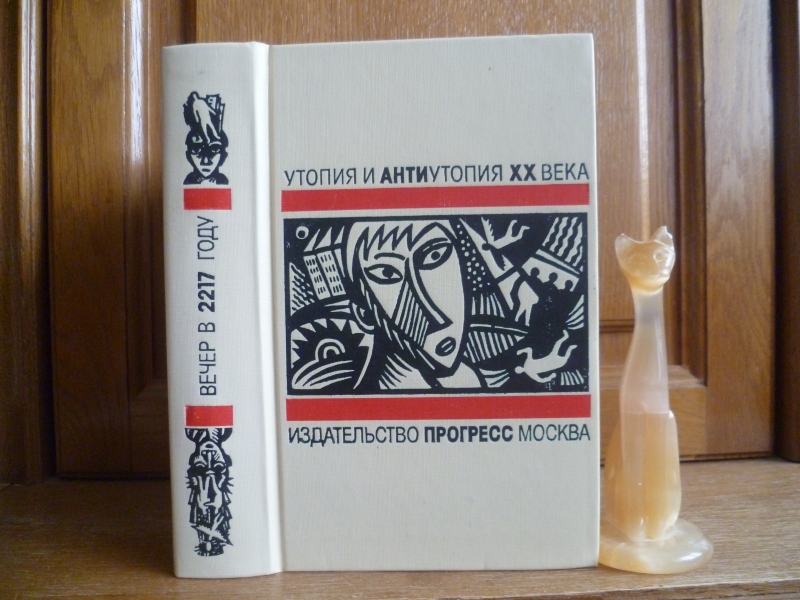 ВЕЧЕР В 2217 ГОДУ
УТОПИЯ И АНТИУТОПИЯ XX ВЕКА
ИЗДАТЕЛЬСТВО ПРОГРЕСС МОСКВА